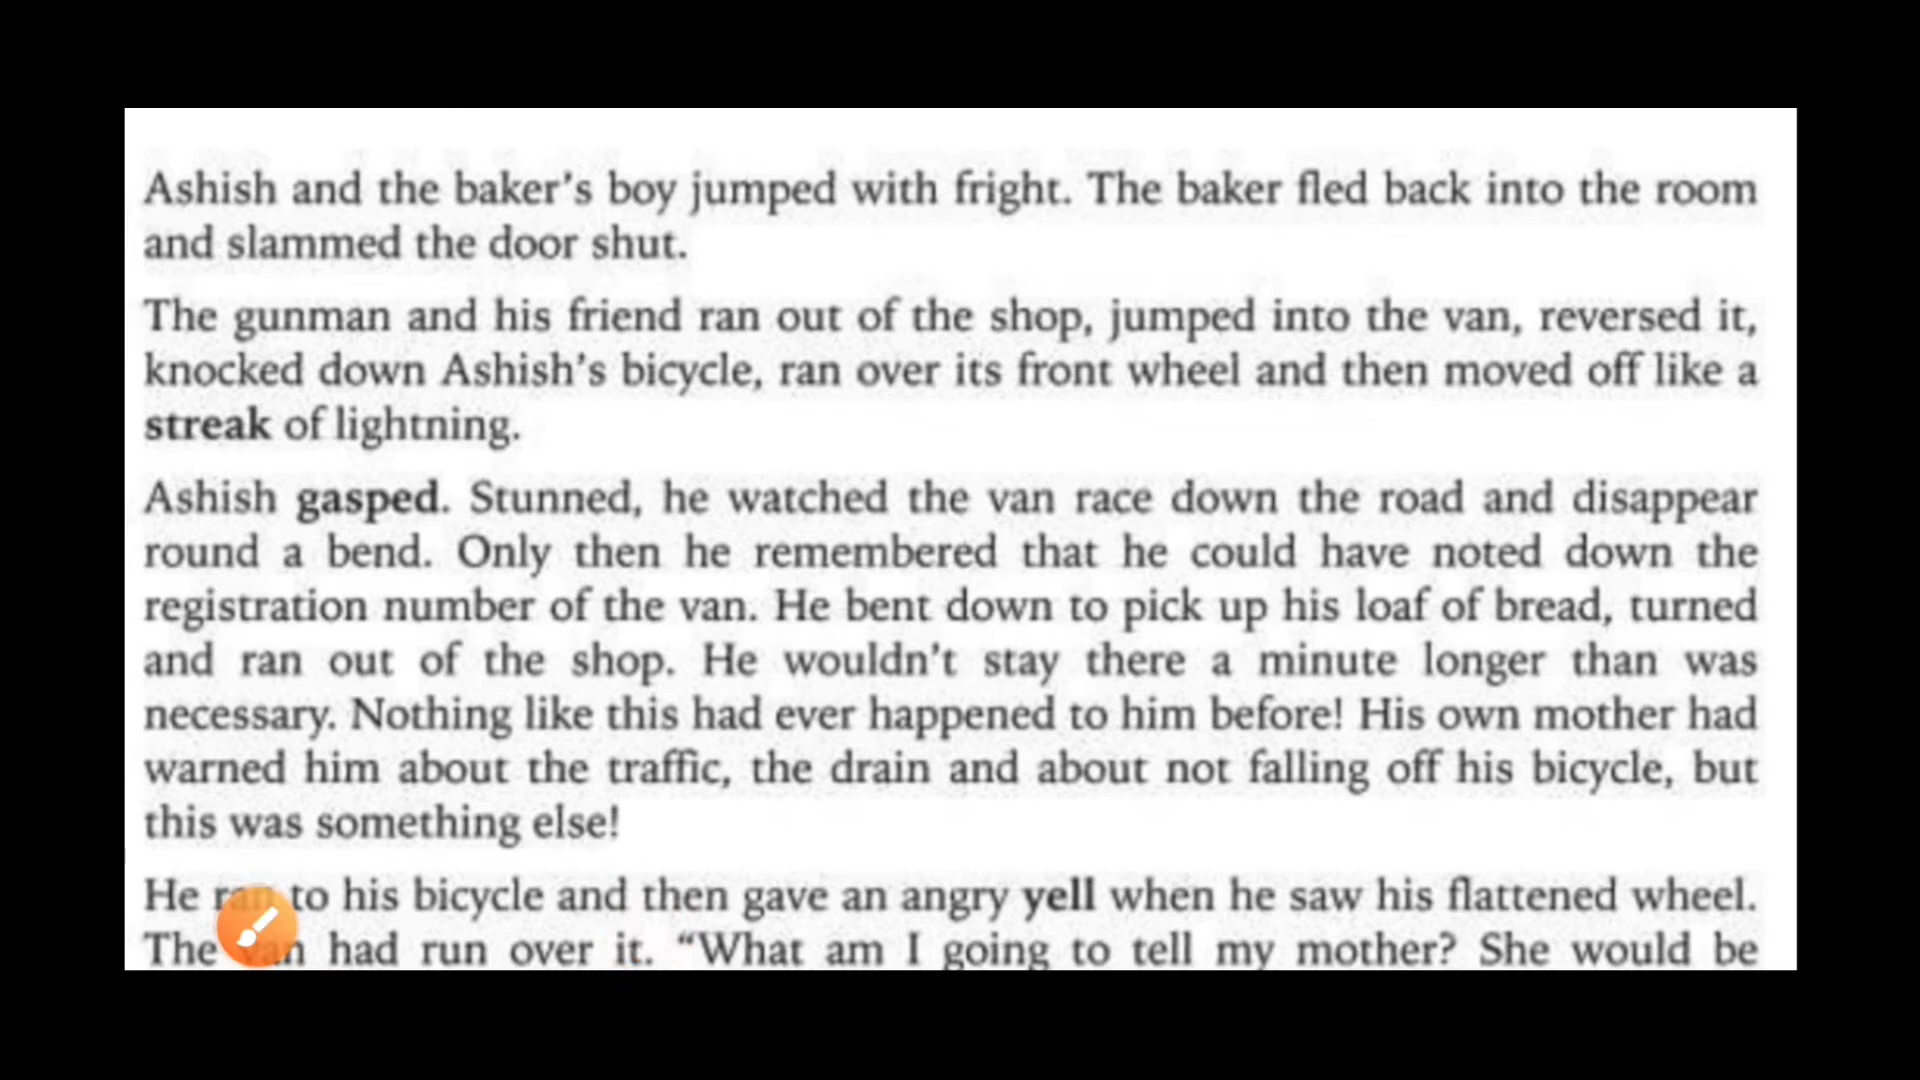 Ashish and the baker's boy jumped with fright. The baker fled back into the room
and slammed the door shut.
The gunman and his friend ran out of the shop, jumped into the van, reversed it,
knocked down Ashish's bicycle, ran over its front wheel and then moved off like a
streak of lightning.
Ashish gasped. Stunned, he watched the van race down the road and disappear
round a bend. Only then he remembered that he could have noted down the
registration number of the van. He bent down to pick up his loaf of bread, turned
and ran out of the shop. He wouldn't stay there a minute longer than was
necessary. Nothing like this had ever happened to him before! His own mother had
warned him about the traffic, the drain and about not falling off his bicycle, but
this was something else!
He ran to his bicycle and then gave an angry yell when he saw his flattened wheel.
The van had run over it. “What am I going to tell my mother? She would be